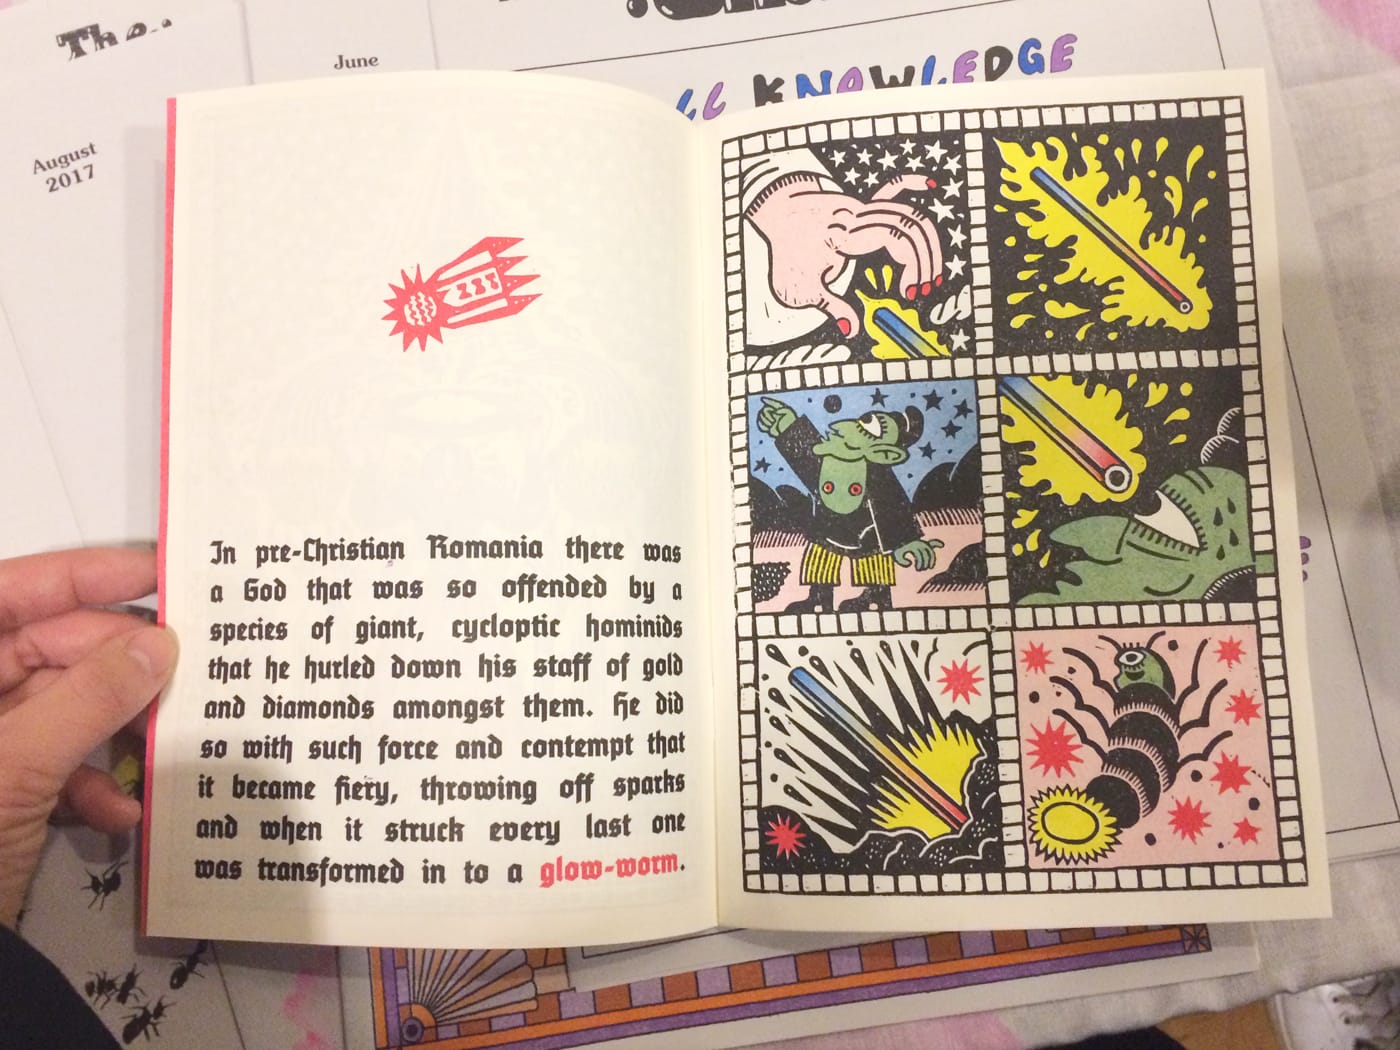 The
June
August
2017
KNOWLEDGE
In pre-Christian Romania there was
a God that was so offended by a
species of giant, cycloptic hominids
that he hurled down his staff of gold
and diamonds amongst them. He did
so with such force and contempt that
it became fiery, throwing off sparks
and when it struck every last one
was transformed in to a glow-worm.